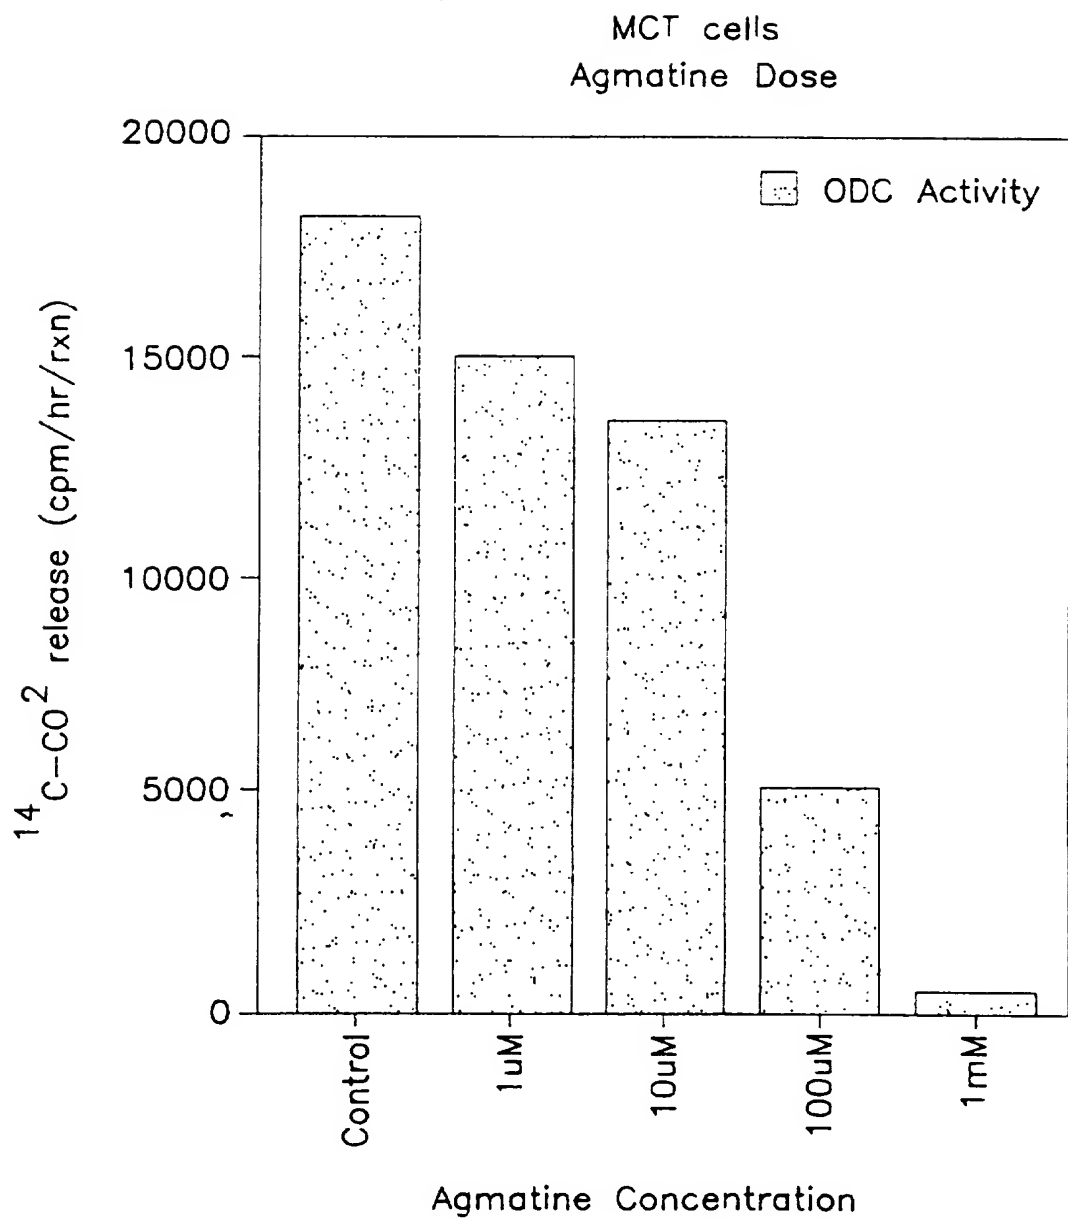 MCT cells
Agmatine Dose
20000
15000
10000
5000
0
ODC Activity
¹⁴C-CO² release (cpm/hr/rxn)
Control
1uM
10uM
100uM
1mM
Agmatine Concentration